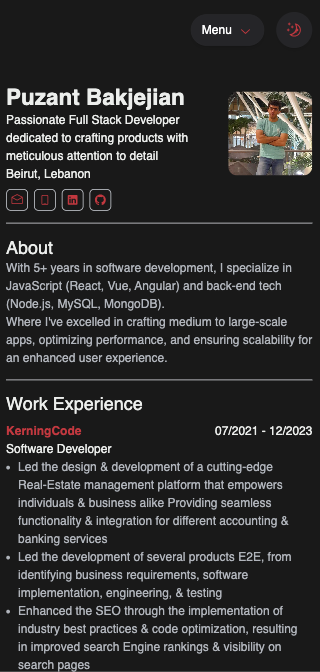 Menu
Puzant Bakjejian
Passionate Full Stack Developer
dedicated to crafting products with
meticulous attention to detail
Beirut, Lebanon
About
With 5+ years in software development, I specialize in
JavaScript (React, Vue, Angular) and back-end tech
(Node.js, MySQL, MongoDB).
Where I've excelled in crafting medium to large-scale
apps, optimizing performance, and ensuring scalability for
an enhanced user experience.
Work Experience
KerningCode 07/2021 - 12/2023
Software Developer
• Led the design & development of a cutting-edge
Real-Estate management platform that empowers
individuals & business alike Providing seamless
functionality & integration for different accounting &
banking services
• Led the development of several products E2E, from
identifying business requirements, software
implementation, engineering, & testing
• Enhanced the SEO through the implementation of
industry best practices & code optimization, resulting
in improved search Engine rankings & visibility on
search pages